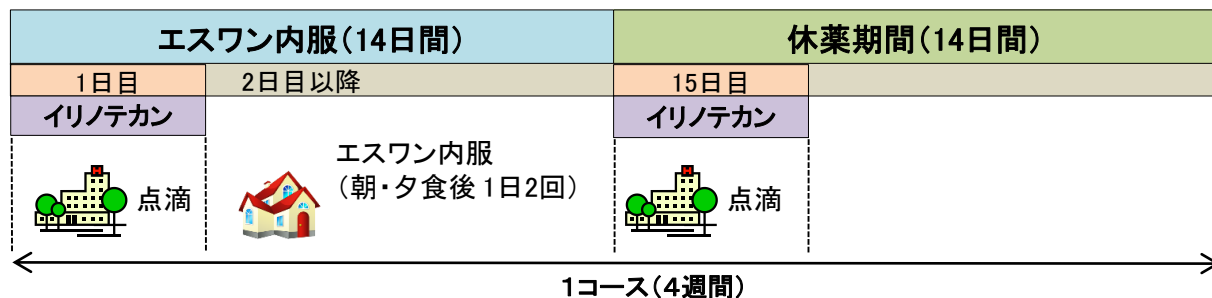 エスワン内服（14日間）
休薬期間（14日間）
1日目
2日目以降
15日目
イリノテカン
イリノテカン
H
点滴
エスワン内服
（朝・夕食後 1日2回）
H
点滴
1コース（4週間）